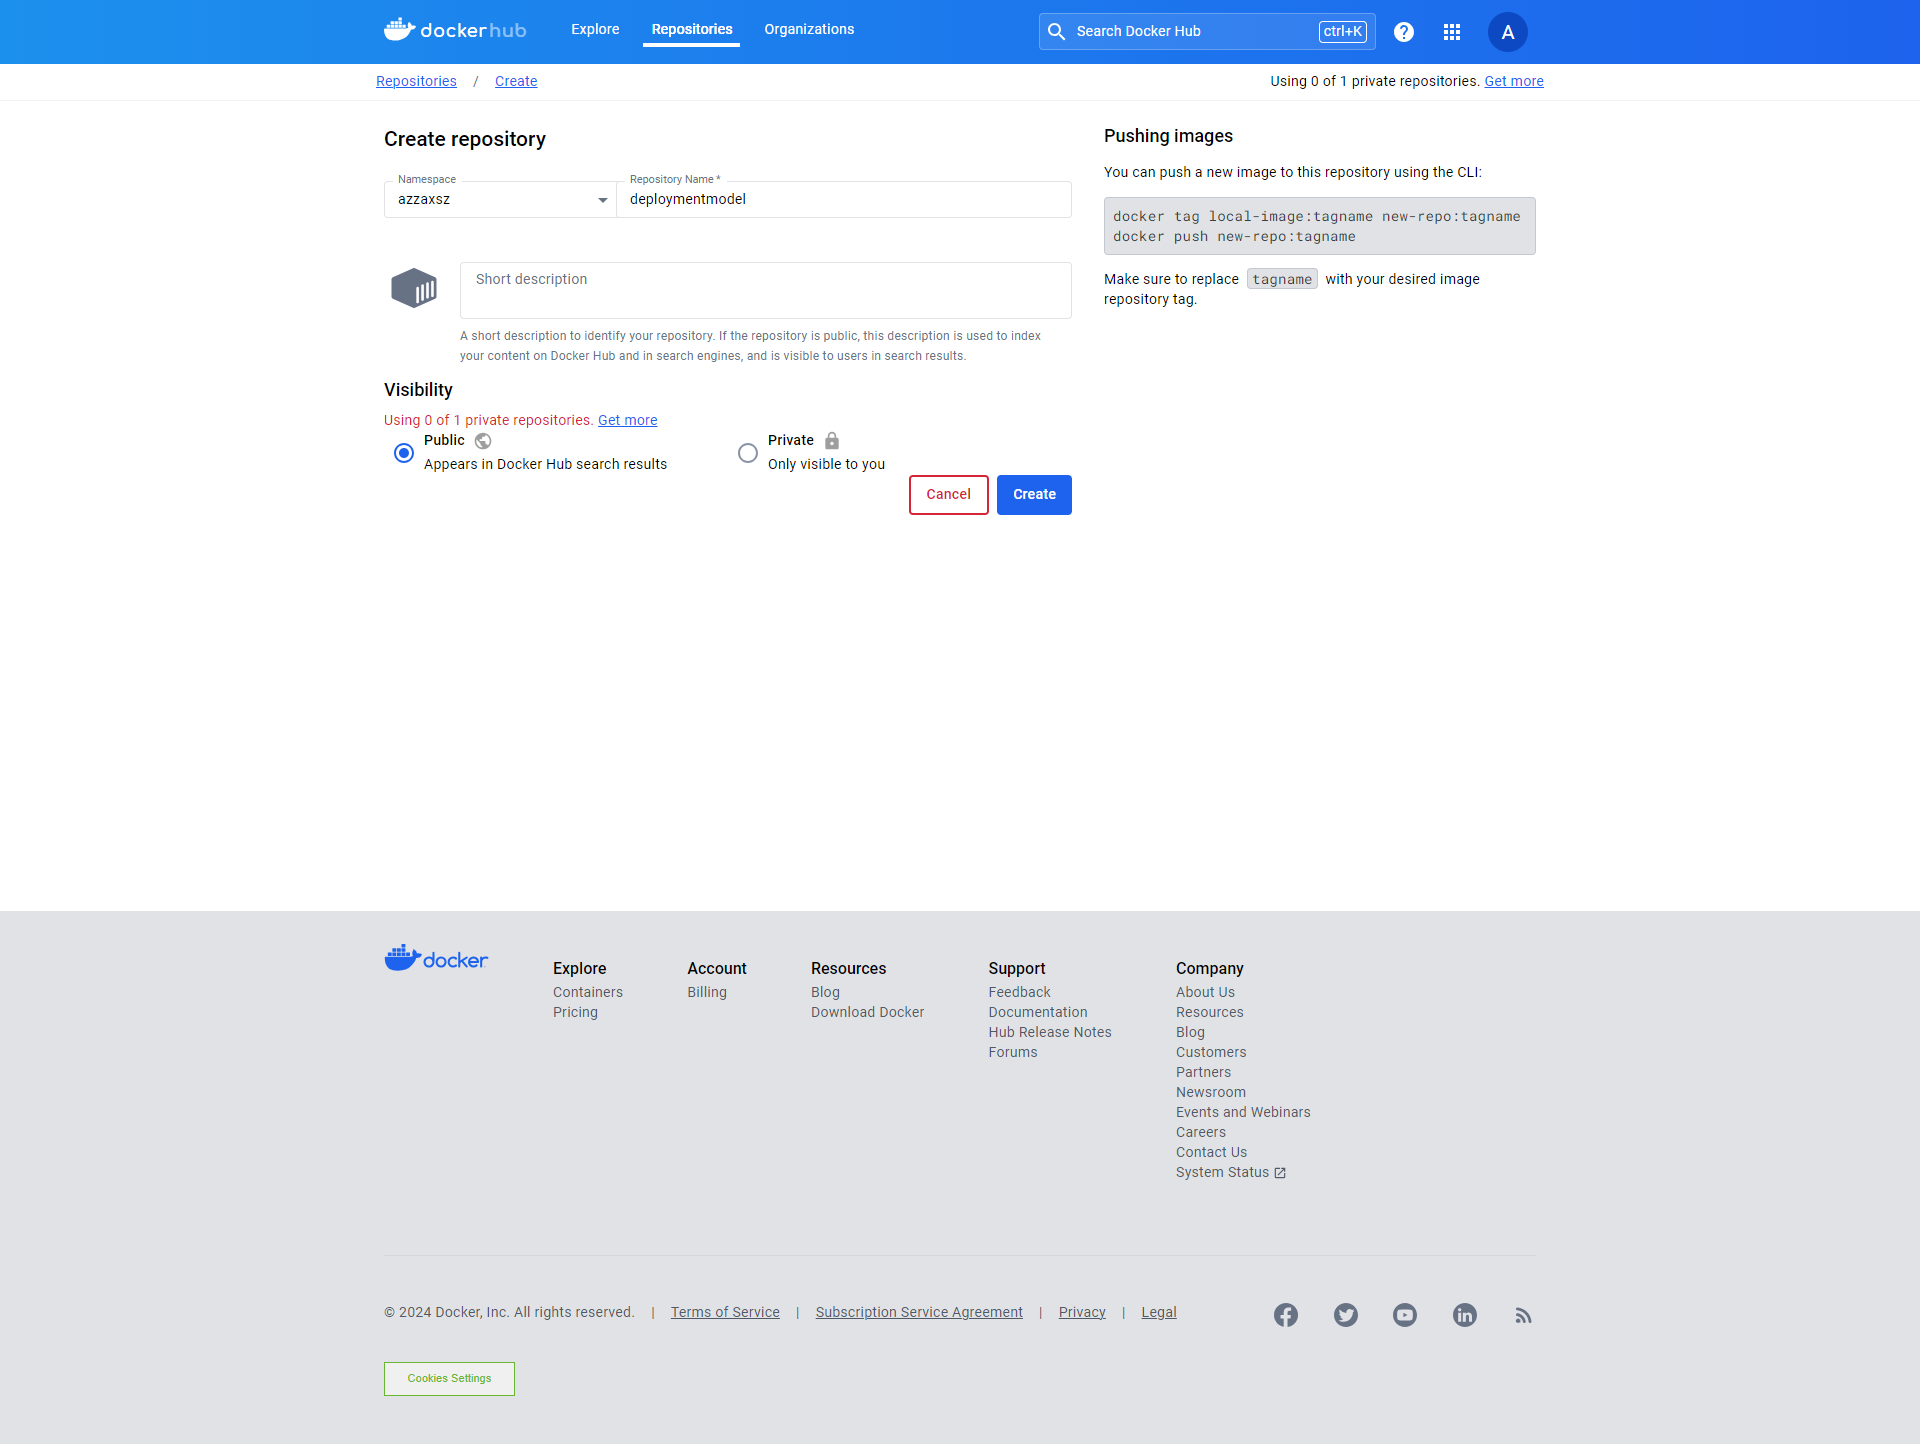 docker hub
Explore
Repositories
Organizations
Search Docker Hub
ctrl+K
A
Repositories / Create
Using 0 of 1 private repositories. Get more
Create repository
Namespace
azzaxsz
Repository Name *
deploymentmodel
Short description
A short description to identify your repository. If the repository is public, this description is used to index
your content on Docker Hub and in search engines, and is visible to users in search results.
Visibility
Using 0 of 1 private repositories. Get more
Public
Appears in Docker Hub search results
Private
Only visible to you
Cancel
Create
Pushing images
You can push a new image to this repository using the CLI:
docker tag local-image:tagname new-repo:tagname
docker push new-repo:tagname
Make sure to replace tagname with your desired image
repository tag.
docker
Explore
Containers
Pricing
Account
Billing
Resources
Blog
Download Docker
Support
Feedback
Documentation
Hub Release Notes
Forums
Company
About Us
Resources
Blog
Customers
Partners
Newsroom
Events and Webinars
Careers
Contact Us
System Status
© 2024 Docker, Inc. All rights reserved. | Terms of Service | Subscription Service Agreement | Privacy | Legal
Cookies Settings